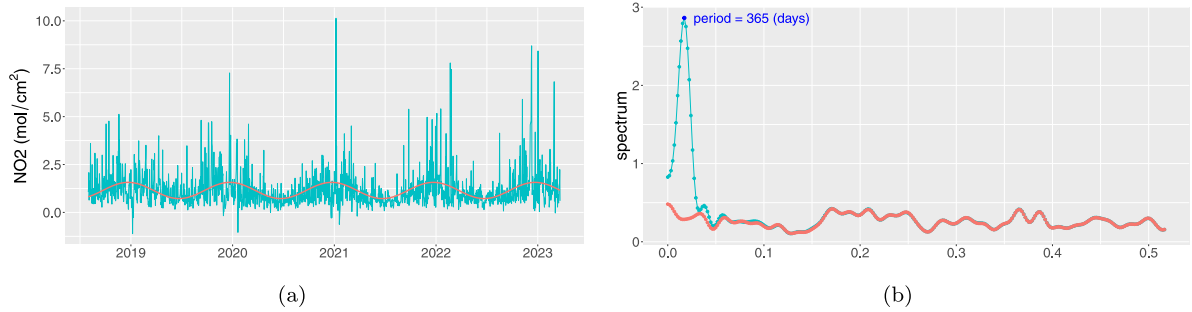 NO2 (mol/cm²)
10.0
7.5
5.0
2.5
0.0
2019 2020 2021 2022 2023
(a)
spectrum
3
2
1
0
period = 365 (days)
0.0 0.1 0.2 0.3 0.4 0.5
(b)